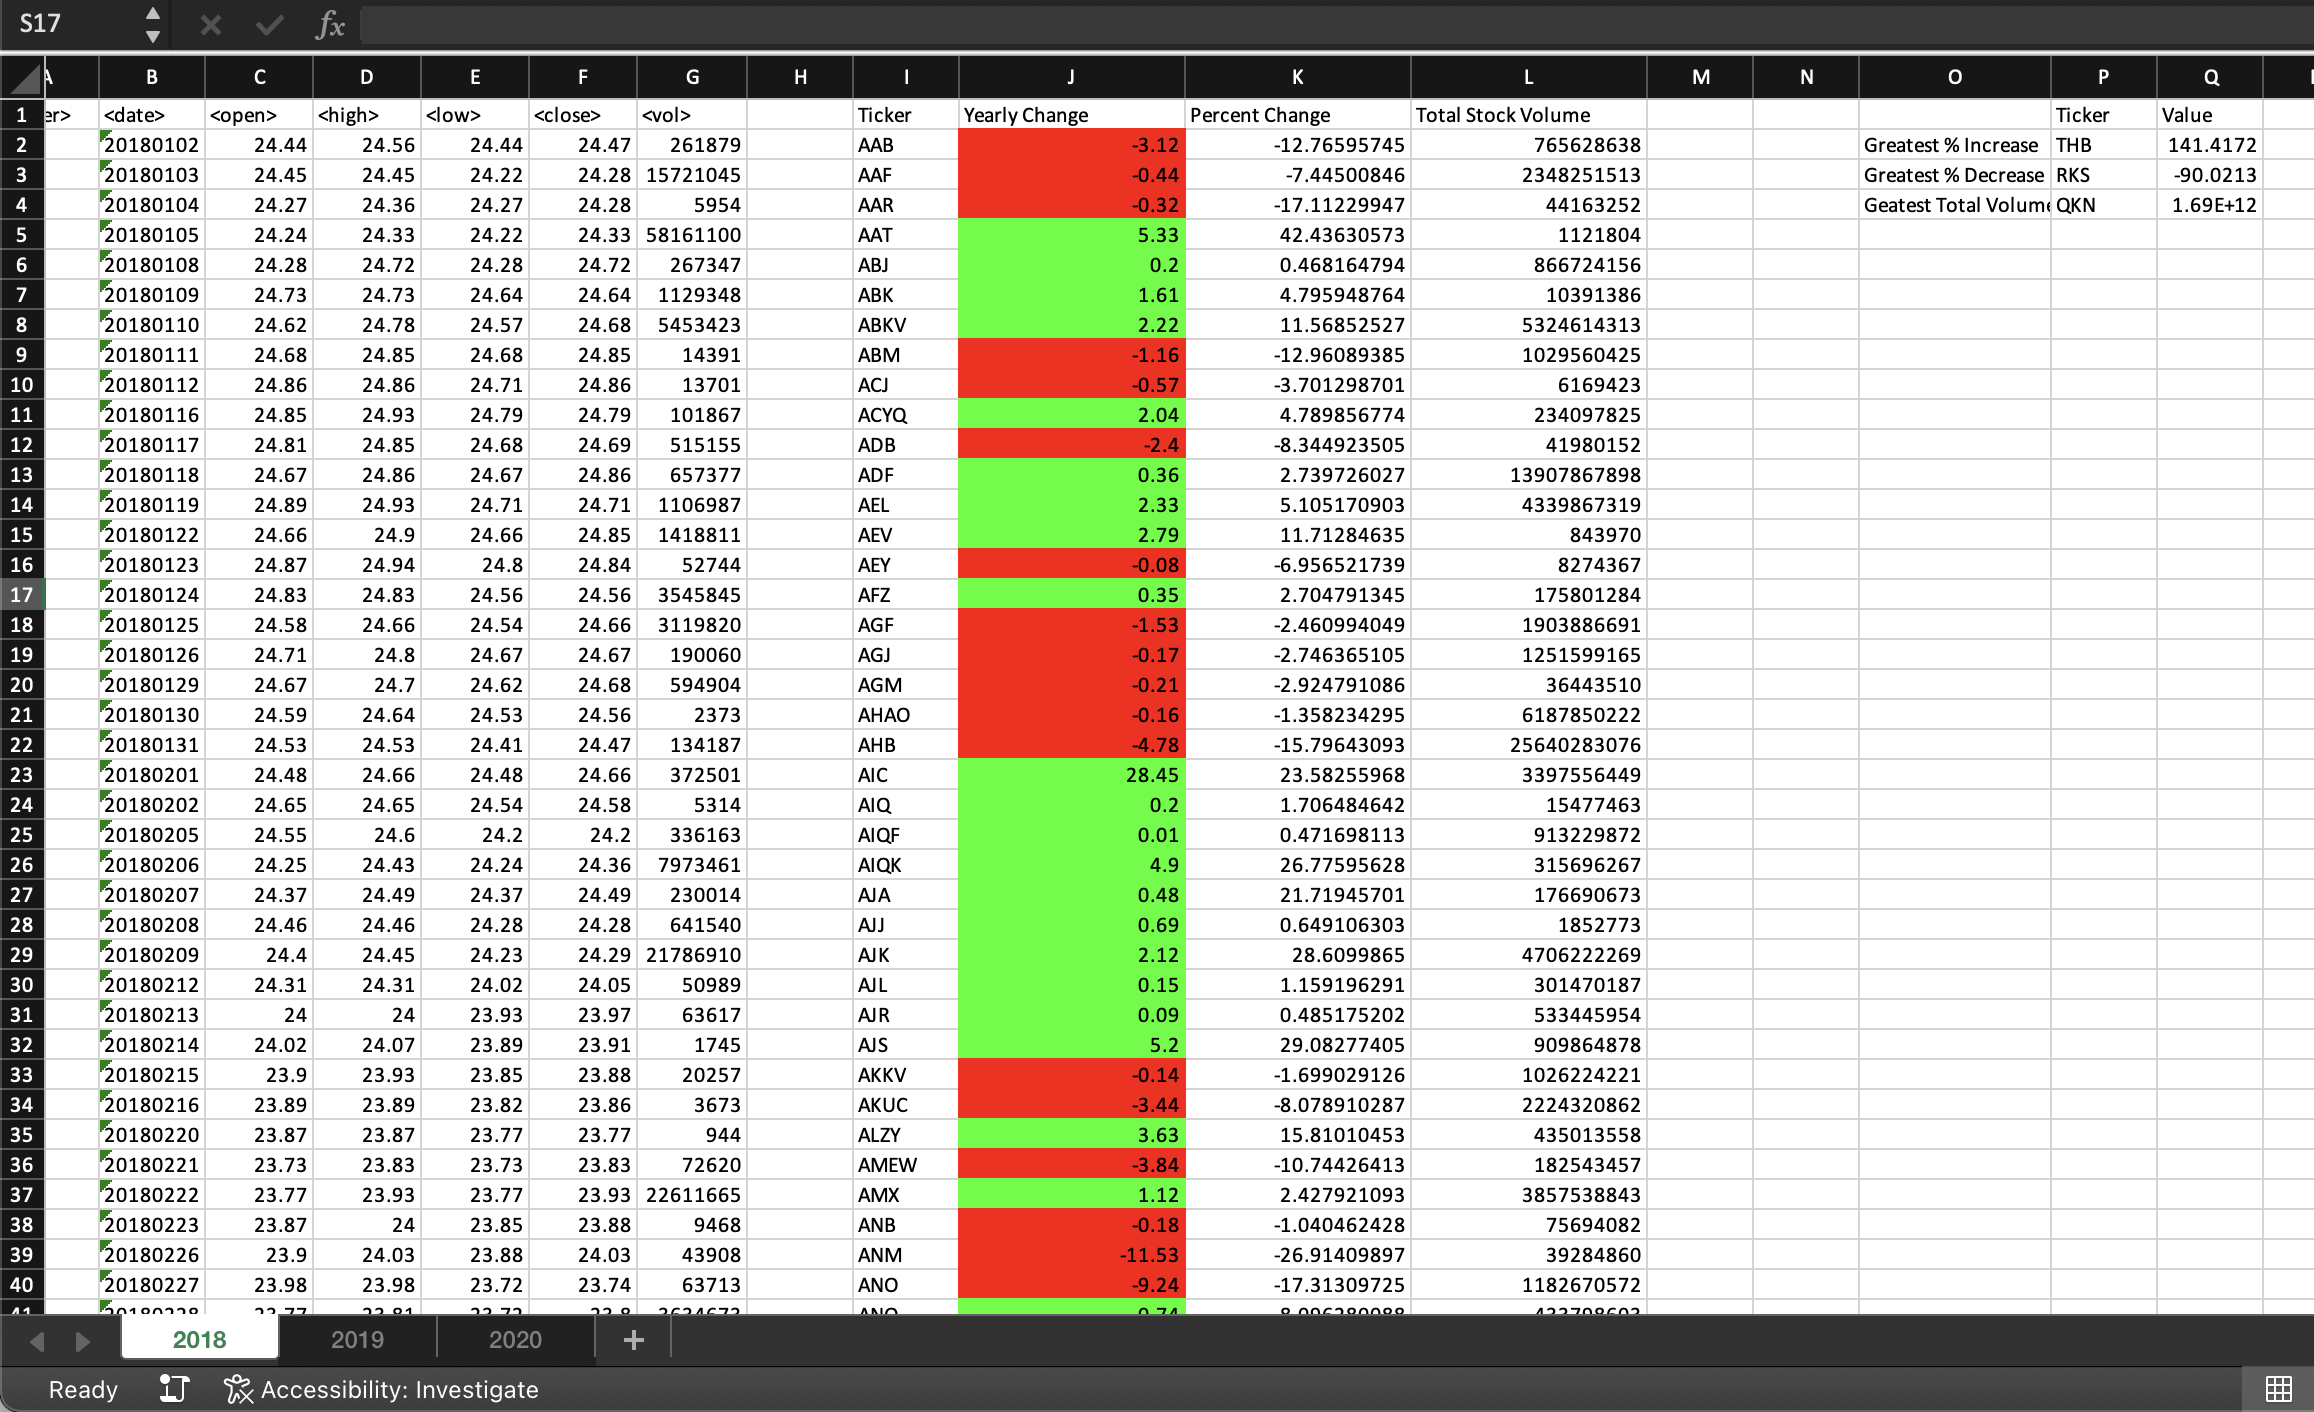 S17 fx
A B C D E F G H I J K L M N O P Q
1 er> <date> <open> <high> <low> <close> <vol> Ticker Yearly Change Percent Change Total Stock Volume Ticker Value
2 20180102 24.44 24.56 24.44 24.47 261879 AAB -3.12 -12.76595745 765628638 Greatest % Increase THB 141.4172
3 20180103 24.45 24.45 24.22 24.28 15721045 AAF -0.44 -7.44500846 2348251513 Greatest % Decrease RKS -90.0213
4 20180104 24.27 24.36 24.27 24.28 5954 AAR -0.32 -17.11229947 44163252 Geatest Total Volume QKN 1.69E+12
5 20180105 24.24 24.33 24.22 24.33 58161100 AAT 5.33 42.43630573 1121804
6 20180108 24.28 24.72 24.28 24.72 267347 ABJ 0.2 0.468164794 866724156
7 20180109 24.73 24.73 24.64 24.64 1129348 ABK 1.61 4.795948764 10391386
8 20180110 24.62 24.78 24.57 24.68 5453423 ABKV 2.22 11.56852527 5324614313
9 20180111 24.68 24.85 24.68 24.85 14391 ABM -1.16 -12.96089385 1029560425
10 20180112 24.86 24.86 24.71 24.86 13701 ACJ -0.57 -3.701298701 6169423
11 20180116 24.85 24.93 24.79 24.79 101867 ACYQ 2.04 4.789856774 234097825
12 20180117 24.81 24.85 24.68 24.69 515155 ADB -2.4 -8.344923505 41980152
13 20180118 24.67 24.86 24.67 24.86 657377 ADF 0.36 2.739726027 13907867898
14 20180119 24.89 24.93 24.71 24.71 1106987 AEL 2.33 5.105170903 4339867319
15 20180122 24.66 24.9 24.66 24.85 1418811 AEV 2.79 11.71284635 843970
16 20180123 24.87 24.94 24.8 24.84 52744 AEY -0.08 -6.956521739 8274367
17 20180124 24.83 24.83 24.56 24.56 3545845 AFZ 0.35 2.704791345 175801284
18 20180125 24.58 24.66 24.54 24.66 3119820 AGF -1.53 -2.460994049 1903886691
19 20180126 24.71 24.8 24.67 24.67 190060 AGJ -0.17 -2.746365105 1251599165
20 20180129 24.67 24.7 24.62 24.68 594904 AGM -0.21 -2.924791086 36443510
21 20180130 24.59 24.64 24.53 24.56 2373 AHAO -0.16 -1.358234295 6187850222
22 20180131 24.53 24.53 24.41 24.47 134187 AHB -4.78 -15.79643093 25640283076
23 20180201 24.48 24.66 24.48 24.66 372501 AIC 28.45 23.58255968 3397556449
24 20180202 24.65 24.65 24.54 24.58 5314 AIQ 0.2 1.706484642 15477463
25 20180205 24.55 24.6 24.2 24.2 336163 AIQF 0.01 0.471698113 913229872
26 20180206 24.25 24.43 24.24 24.36 7973461 AIQK 4.9 26.77595628 315696267
27 20180207 24.37 24.49 24.37 24.49 230014 AJA 0.48 21.71945701 176690673
28 20180208 24.46 24.46 24.28 24.28 641540 AJJ 0.69 0.649106303 1852773
29 20180209 24.4 24.45 24.23 24.29 21786910 AJK 2.12 28.6099865 4706222269
30 20180212 24.31 24.31 24.02 24.05 50989 AJL 0.15 1.159196291 301470187
31 20180213 24 24 23.93 23.97 63617 AJR 0.09 0.485175202 533445954
32 20180214 24.02 24.07 23.89 23.91 1745 AJS 5.2 29.08277405 909864878
33 20180215 23.9 23.93 23.85 23.88 20257 AKKV -0.14 -1.699029126 1026224221
34 20180216 23.89 23.89 23.82 23.86 3673 AKUC -3.44 -8.078910287 2224320862
35 20180220 23.87 23.87 23.77 23.77 944 ALZY 3.63 15.81010453 435013558
36 20180221 23.73 23.83 23.73 23.83 72620 AMEW -3.84 -10.74426413 182543457
37 20180222 23.77 23.93 23.77 23.93 22611665 AMX 1.12 2.427921093 3857538843
38 20180223 23.87 24 23.85 23.88 9468 ANB -0.18 -1.040462428 75694082
39 20180226 23.9 24.03 23.88 24.03 43908 ANM -11.53 -26.91409897 39284860
40 20180227 23.98 23.98 23.72 23.74 63713 ANO -9.24 -17.31309725 1182670572
2018 2019 2020 +
Ready Accessibility: Investigate